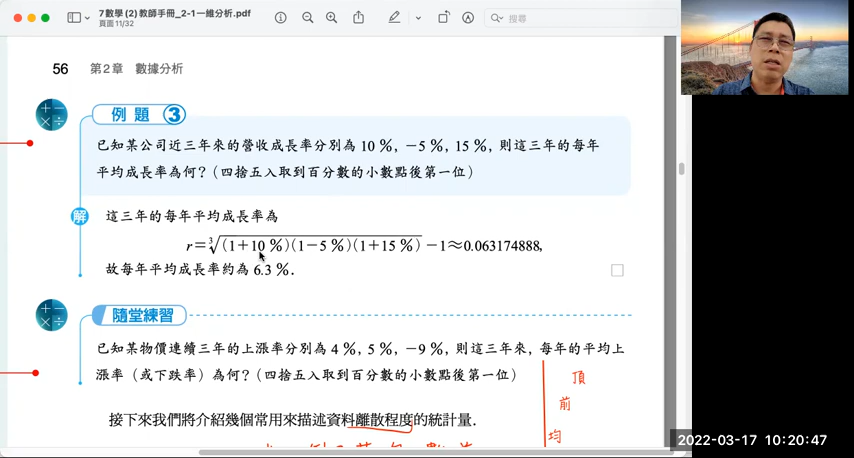 7數學(2)教師手冊_2-1一維分析.pdf
頁面 11/32
搜尋
56 第2章 數據分析
例題 3
已知某公司近三年來的營收成長率分別為 10 %, −5 %, 15 %, 則這三年的每年
平均成長率為何?(四捨五入取到百分數的小數點後第一位)
解 這三年的每年平均成長率為
r=∛(1+10 %)(1−5 %)(1+15 %) −1≈0.063174888,
故每年平均成長率約為 6.3 %.
隨堂練習
已知某物價連續三年的上漲率分別為 4 %, 5 %, −9 %, 則這三年來, 每年的平均上
漲率(或下跌率)為何?(四捨五入取到百分數的小數點後第一位)
頂
前
均
接下來我們將介紹幾個常用來描述資料離散程度的統計量.
2022-03-17 10:20:47